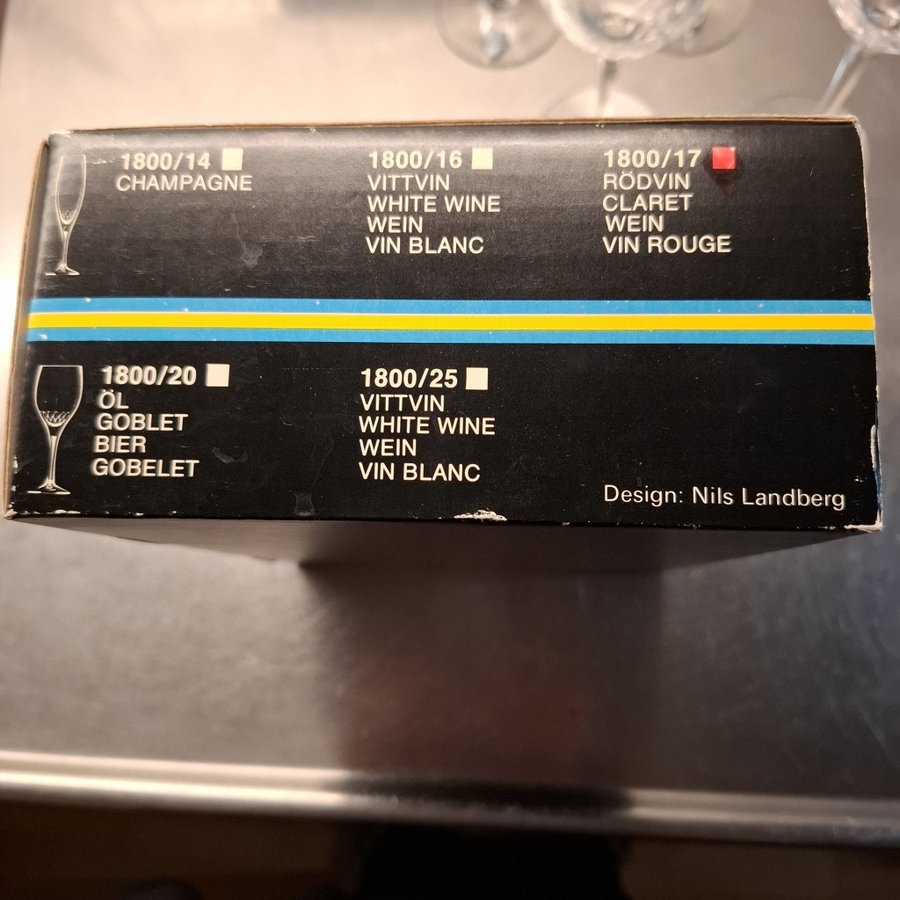 1800/14
CHAMPAGNE
1800/16
VITTVIN
WHITE WINE
WEIN
VIN BLANC
1800/17
RÖDVIN
CLARET
WEIN
VIN ROUGE
1800/20
ÖL
GOBLET
BIER
GOBELET
1800/25
VITTVIN
WHITE WINE
WEIN
VIN BLANC
Design: Nils Landberg